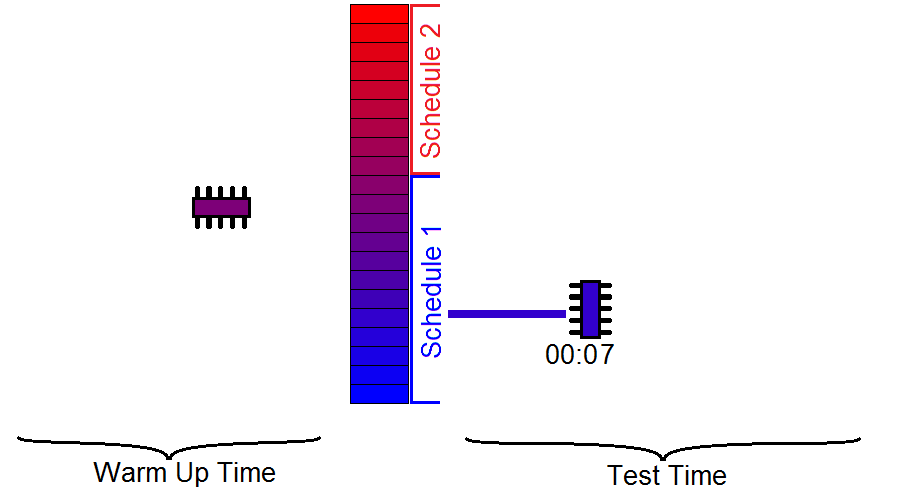 Schedule 2
Schedule 1
00:07
Warm Up Time
Test Time